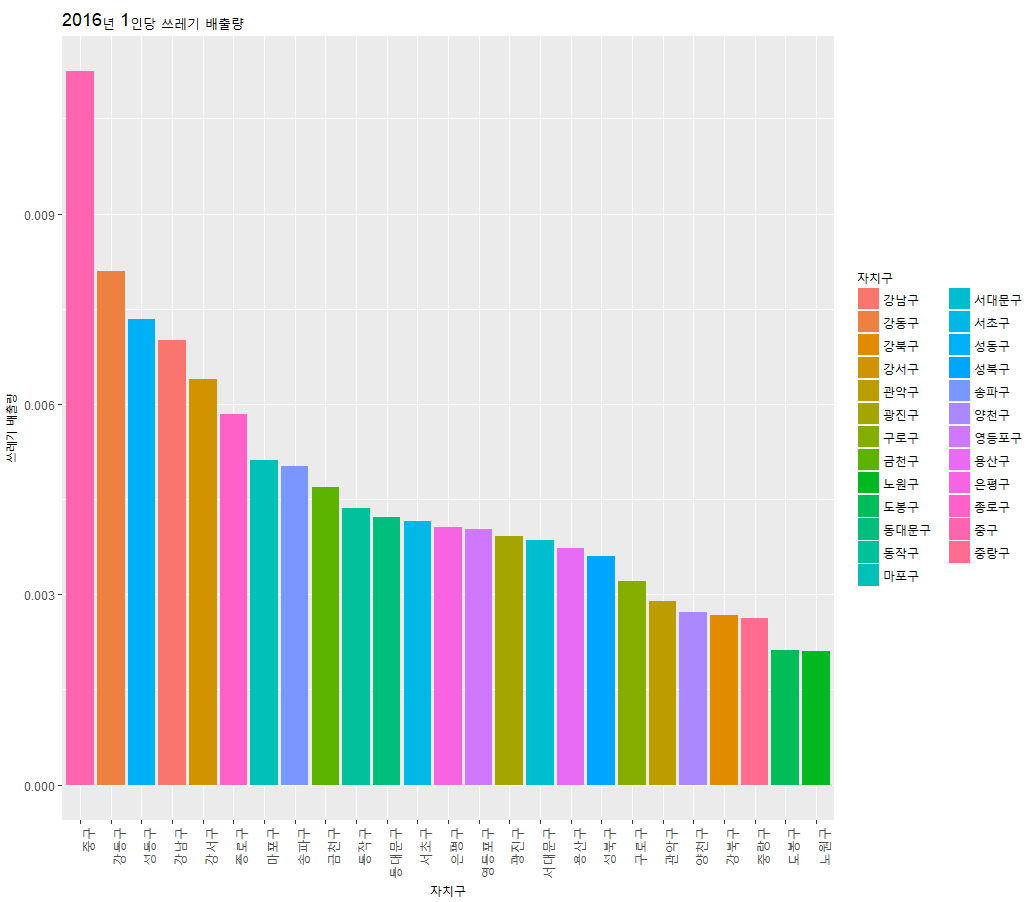 2016년 1인당 쓰레기 배출량
쓰레기 배출량
0.009
0.006
0.003
0.000
중구
강동구
성동구
강남구
강서구
종로구
마포구
송파구
금천구
동작구
동대문구
서초구
은평구
영등포구
광진구
서대문구
용산구
성북구
구로구
관악구
양천구
강북구
중랑구
도봉구
노원구
자치구
자치구
강남구
강동구
강북구
강서구
관악구
광진구
구로구
금천구
노원구
도봉구
동대문구
동작구
마포구
서대문구
서초구
성동구
성북구
송파구
양천구
영등포구
용산구
은평구
종로구
중구
중랑구